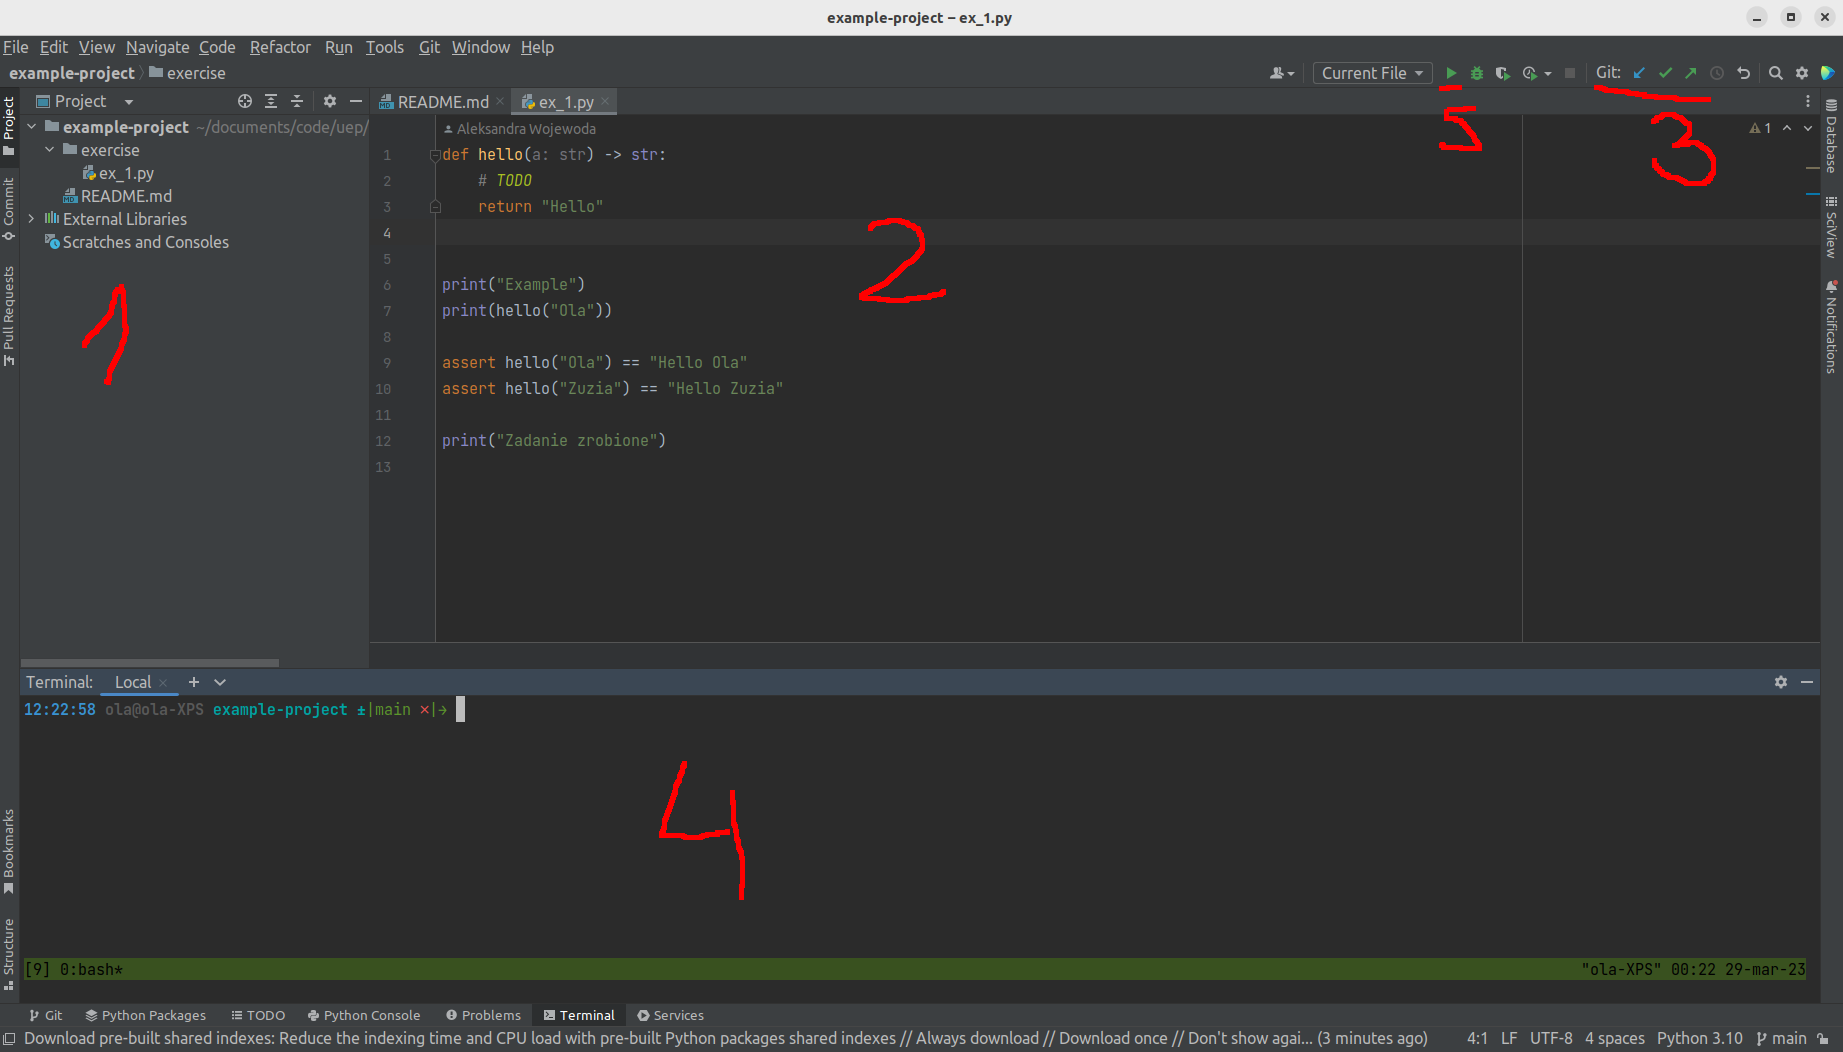 example-project – ex_1.py
File Edit View Navigate Code Refactor Run Tools Git Window Help
example-project exercise
Current File Git:
Project
README.md ex_1.py
5
3
example-project ~/documents/code/uep/
exercise
ex_1.py
README.md
External Libraries
Scratches and Consoles
1
Aleksandra Wojewoda
1
1 def hello(a: str) -> str:
2 # TODO
3 return "Hello"
4
5
6 print("Example")
7 print(hello("Ola"))
8
9 assert hello("Ola") == "Hello Ola"
10 assert hello("Zuzia") == "Hello Zuzia"
11
12 print("Zadanie zrobione")
13
2
Project
Commit
Pull Requests
Bookmarks
Structure
Database
SciView
Notifications
Terminal: Local
12:22:58 ola@ola-XPS example-project ±|main ×|→
4
[9] 0:bash* "ola-XPS" 00:22 29-mar-23
Git Python Packages TODO Python Console Problems Terminal Services
Download pre-built shared indexes: Reduce the indexing time and CPU load with pre-built Python packages shared indexes // Always download // Download once // Don't show agai... (3 minutes ago) 4:1 LF UTF-8 4 spaces Python 3.10 main